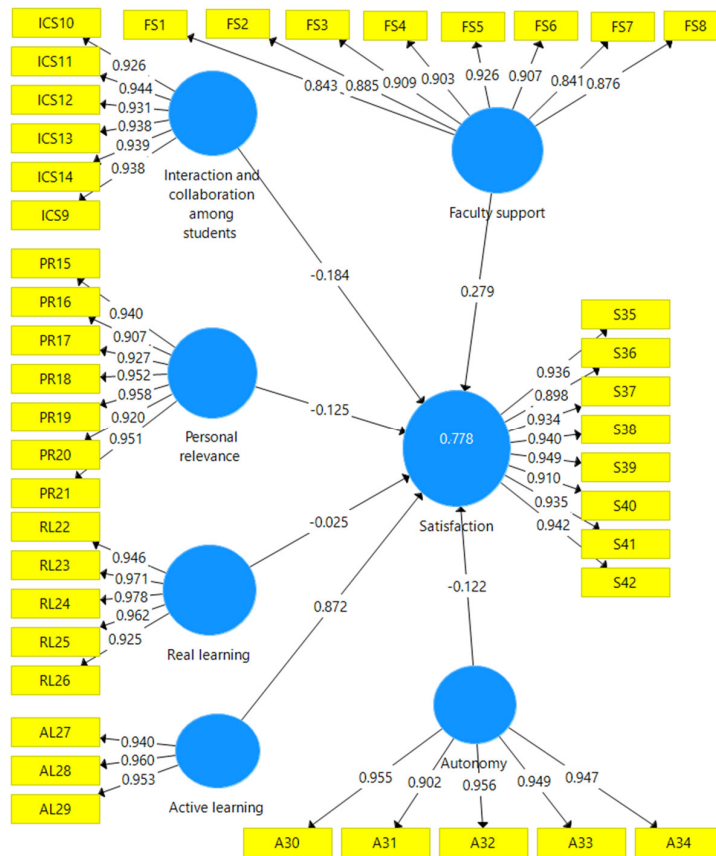 ICS10
FS1
FS2
FS3
FS4
FS5
FS6
FS7
FS8
ICS11
ICS12
ICS13
ICS14
ICS9
0.926
0.944
0.931
0.938
0.939
0.938
0.843
0.885
0.909
0.903
0.926
0.907
0.841
0.876
Interaction and
collaboration
among
students
Faculty support
-0.184
0.279
PR15
PR16
PR17
PR18
PR19
PR20
PR21
0.940
0.907
0.927
0.952
0.958
0.920
0.951
Personal
relevance
-0.125
0.778
Satisfaction
S35
S36
S37
S38
S39
S40
S41
S42
0.936
0.898
0.934
0.940
0.949
0.910
0.935
0.942
RL22
RL23
RL24
RL25
RL26
0.946
0.971
0.978
0.962
0.925
Real learning
-0.025
0.872
-0.122
AL27
AL28
AL29
0.940
0.960
0.953
Active learning
Autonomy
0.955
0.902
0.956
0.949
0.947
A30
A31
A32
A33
A34